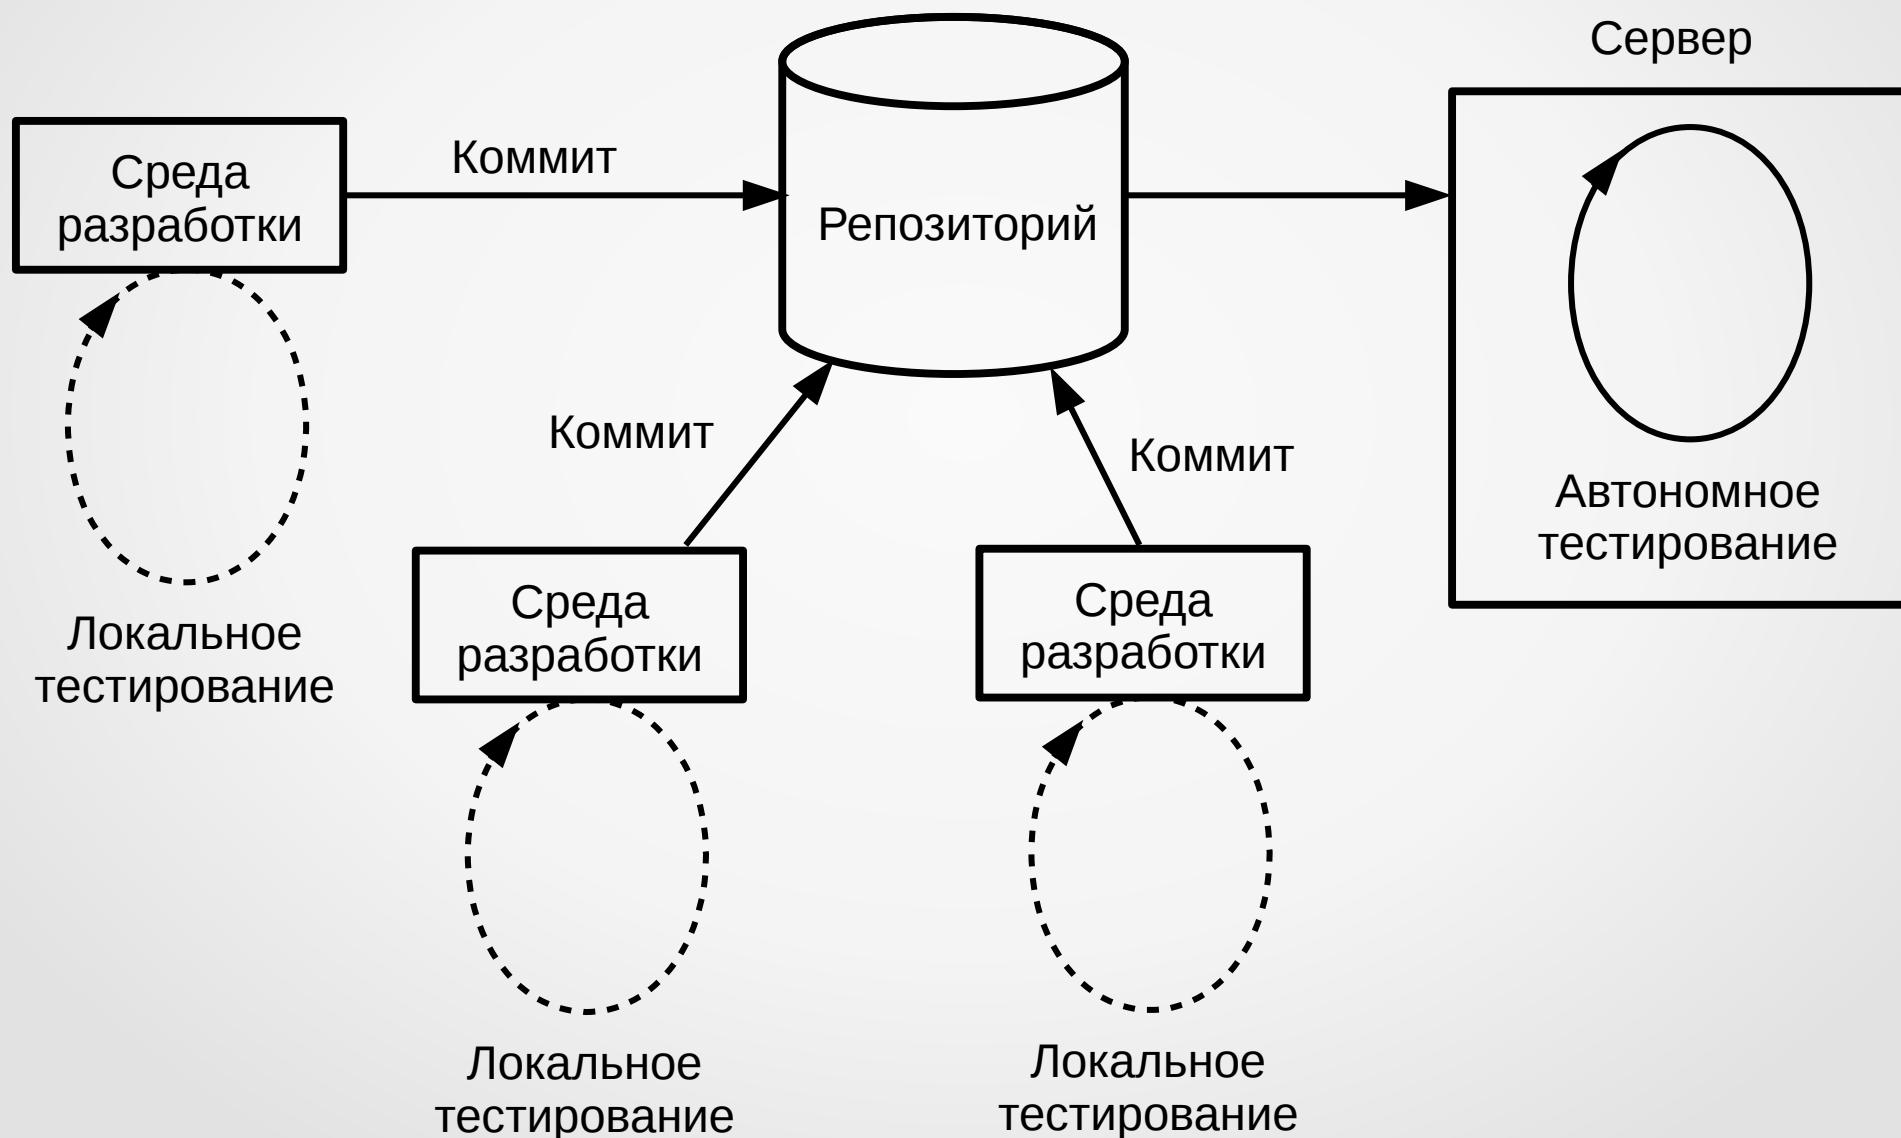 Сервер
Коммит
Среда
разработки
Репозиторий
Коммит
Коммит
Автономное
тестирование
Среда
разработки
Среда
разработки
Локальное
тестирование
Локальное
тестирование
Локальное
тестирование